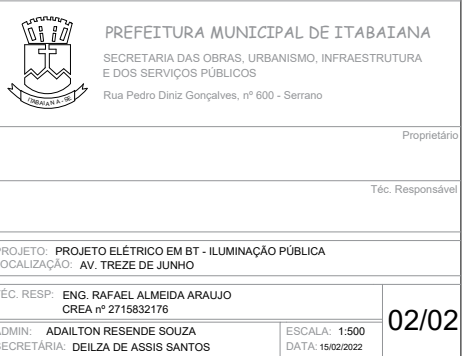 PREFEITURA MUNICIPAL DE ITABAIANA
SECRETARIA DAS OBRAS, URBANISMO, INFRAESTRUTURA
E DOS SERVIÇOS PÚBLICOS
Rua Pedro Diniz Gonçalves, nº 600 - Serrano
ITABAIANA - SE
Proprietário
Téc. Responsável
PROJETO: PROJETO ELÉTRICO EM BT - ILUMINAÇÃO PÚBLICA
LOCALIZAÇÃO: AV. TREZE DE JUNHO
TÉC. RESP: ENG. RAFAEL ALMEIDA ARAUJO
CREA nº 2715832176
02/02
ADMIN: ADAILTON RESENDE SOUZA
ESCALA: 1:500
SECRETÁRIA: DEILZA DE ASSIS SANTOS
DATA: 15/02/2022